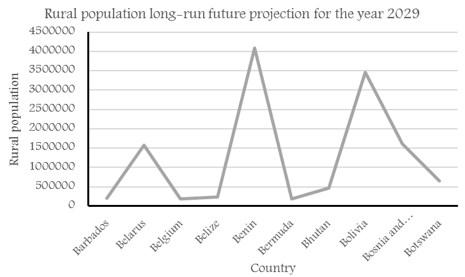 Rural population long-run future projection for the year 2029
4500000
4000000
3500000
3000000
2500000
2000000
1500000
1000000
500000
0
Rural population
Barbados
Belarus
Belgium
Belize
Benin
Bermuda
Bhutan
Bolivia
Bosnia and...
Botswana
Country